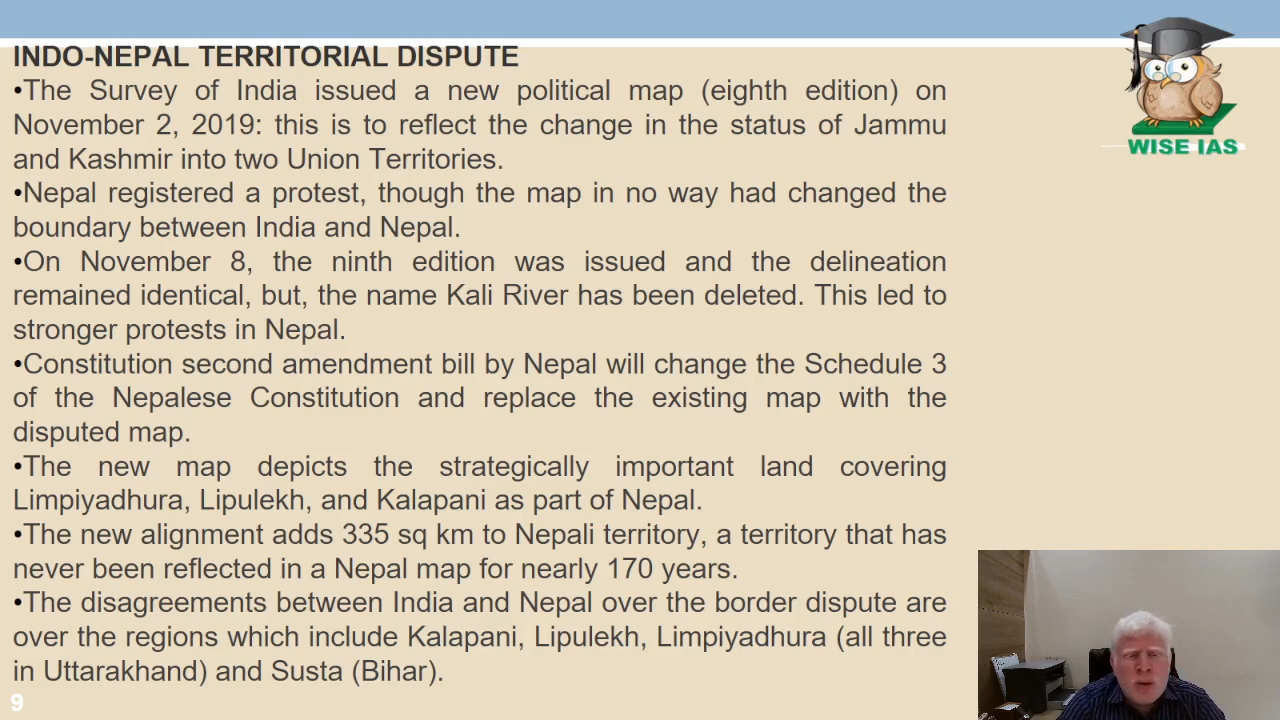 INDO-NEPAL TERRITORIAL DISPUTE
•The Survey of India issued a new political map (eighth edition) on
November 2, 2019: this is to reflect the change in the status of Jammu
and Kashmir into two Union Territories.
•Nepal registered a protest, though the map in no way had changed the
boundary between India and Nepal.
•On November 8, the ninth edition was issued and the delineation
remained identical, but, the name Kali River has been deleted. This led to
stronger protests in Nepal.
•Constitution second amendment bill by Nepal will change the Schedule 3
of the Nepalese Constitution and replace the existing map with the
disputed map.
•The new map depicts the strategically important land covering
Limpiyadhura, Lipulekh, and Kalapani as part of Nepal.
•The new alignment adds 335 sq km to Nepali territory, a territory that has
never been reflected in a Nepal map for nearly 170 years.
•The disagreements between India and Nepal over the border dispute are
over the regions which include Kalapani, Lipulekh, Limpiyadhura (all three
in Uttarakhand) and Susta (Bihar).
9
WISE IAS